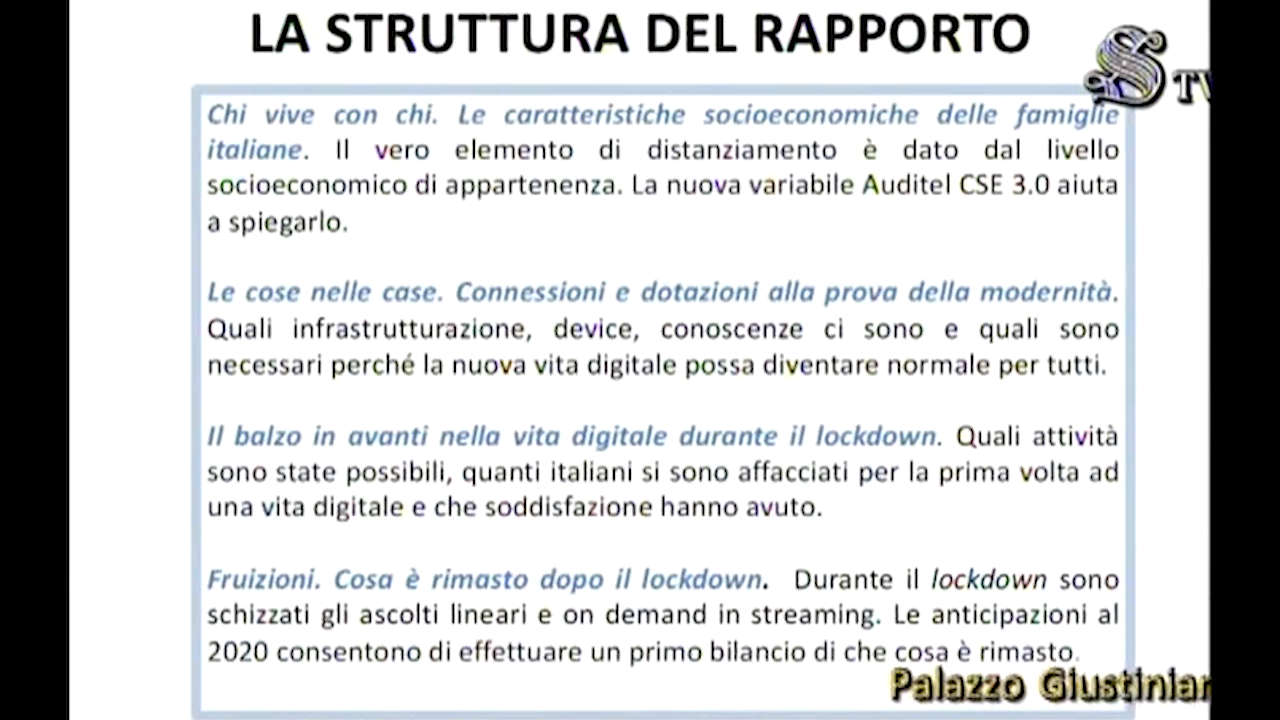 LA STRUTTURA DEL RAPPORTO
S TV
Chi vive con chi. Le caratteristiche socioeconomiche delle famiglie
italiane. Il vero elemento di distanziamento è dato dal livello
socioeconomico di appartenenza. La nuova variabile Auditel CSE 3.0 aiuta
a spiegarlo.
Le cose nelle case. Connessioni e dotazioni alla prova della modernità.
Quali infrastrutturazione, device, conoscenze ci sono e quali sono
necessari perché la nuova vita digitale possa diventare normale per tutti.
Il balzo in avanti nella vita digitale durante il lockdown. Quali attività
sono state possibili, quanti italiani si sono affacciati per la prima volta ad
una vita digitale e che soddisfazione hanno avuto.
Fruizioni. Cosa è rimasto dopo il lockdown. Durante il lockdown sono
schizzati gli ascolti lineari e on demand in streaming. Le anticipazioni al
2020 consentono di effettuare un primo bilancio di che cosa è rimasto.
Palazzo Giustinian